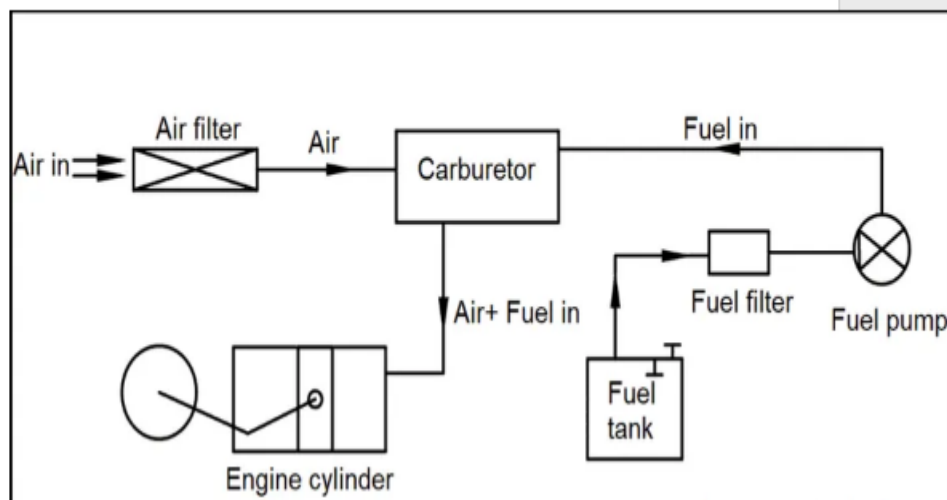 Air filter
Air in
Air
Carburetor
Fuel in
Fuel filter
Fuel pump
Air+ Fuel in
Fuel
tank
Engine cylinder